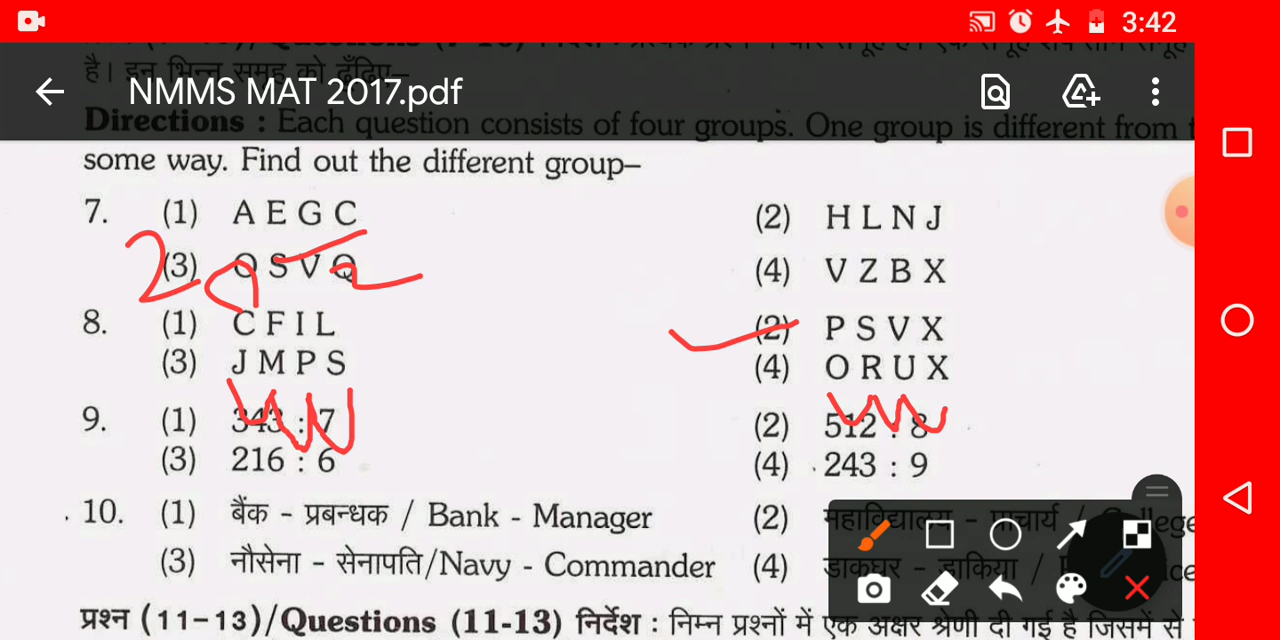 3:42
NMMS MAT 2017.pdf
है। इन भिन्न समूह को ढूँढ़िए–
Directions : Each question consists of four groups. One group is different from
some way. Find out the different group–
7. (1) A E G C (2) H L N J
(3) O S V Q (4) V Z B X
8. (1) C F I L (2) P S V X
(3) J M P S (4) O R U X
9. (1) 343 : 7 (2) 512 : 8
(3) 216 : 6 (4) 243 : 9
10. (1) बैंक - प्रबन्धक / Bank - Manager (2) महाविद्यालय - प्राचार्य /
(3) नौसेना - सेनापति/Navy - Commander (4) डाकघर - डाकिया /
प्रश्न (11-13)/Questions (11-13) निर्देश : निम्न प्रश्नों में एक अक्षर श्रेणी दी गई है जिसमें से